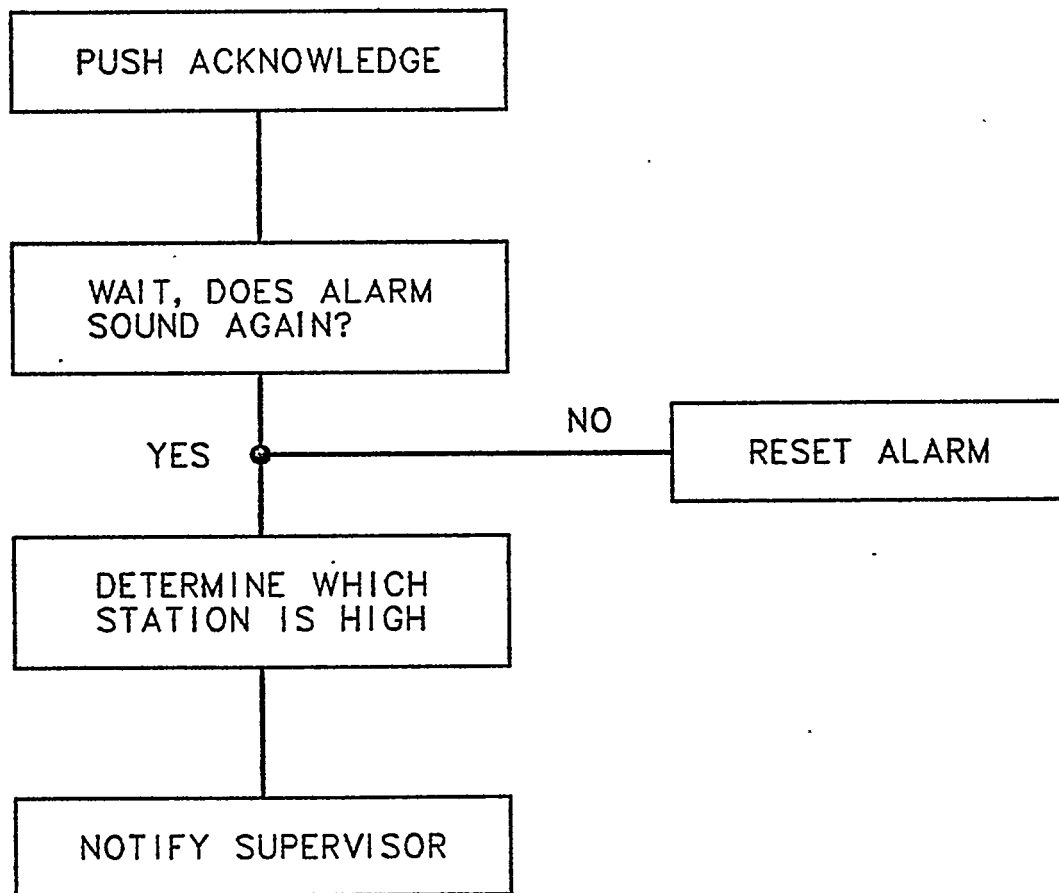 PUSH ACKNOWLEDGE
WAIT, DOES ALARM
SOUND AGAIN?
NO
YES
RESET ALARM
DETERMINE WHICH
STATION IS HIGH
NOTIFY SUPERVISOR